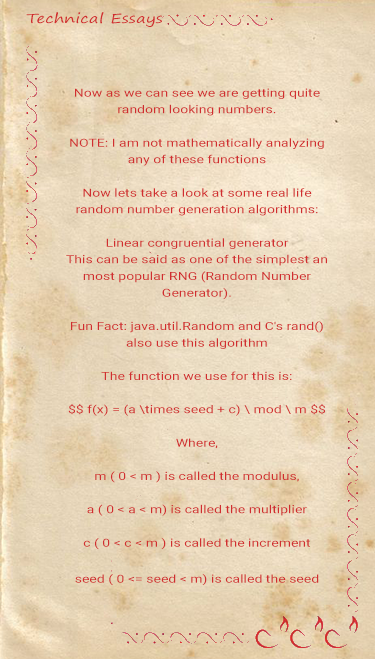 Technical Essays
Now as we can see we are getting quite
random looking numbers.
NOTE: I am not mathematically analyzing
any of these functions
Now lets take a look at some real life
random number generation algorithms:
Linear congruential generator
This can be said as one of the simplest an
most popular RNG (Random Number
Generator).
Fun Fact: java.util.Random and C's rand()
also use this algorithm
The function we use for this is:
$$ f(x) = (a \times seed + c) \ mod \ m $$
Where,
m ( 0 < m ) is called the modulus,
a ( 0 < a < m) is called the multiplier
c ( 0 < c < m ) is called the increment
seed ( 0 <= seed < m) is called the seed